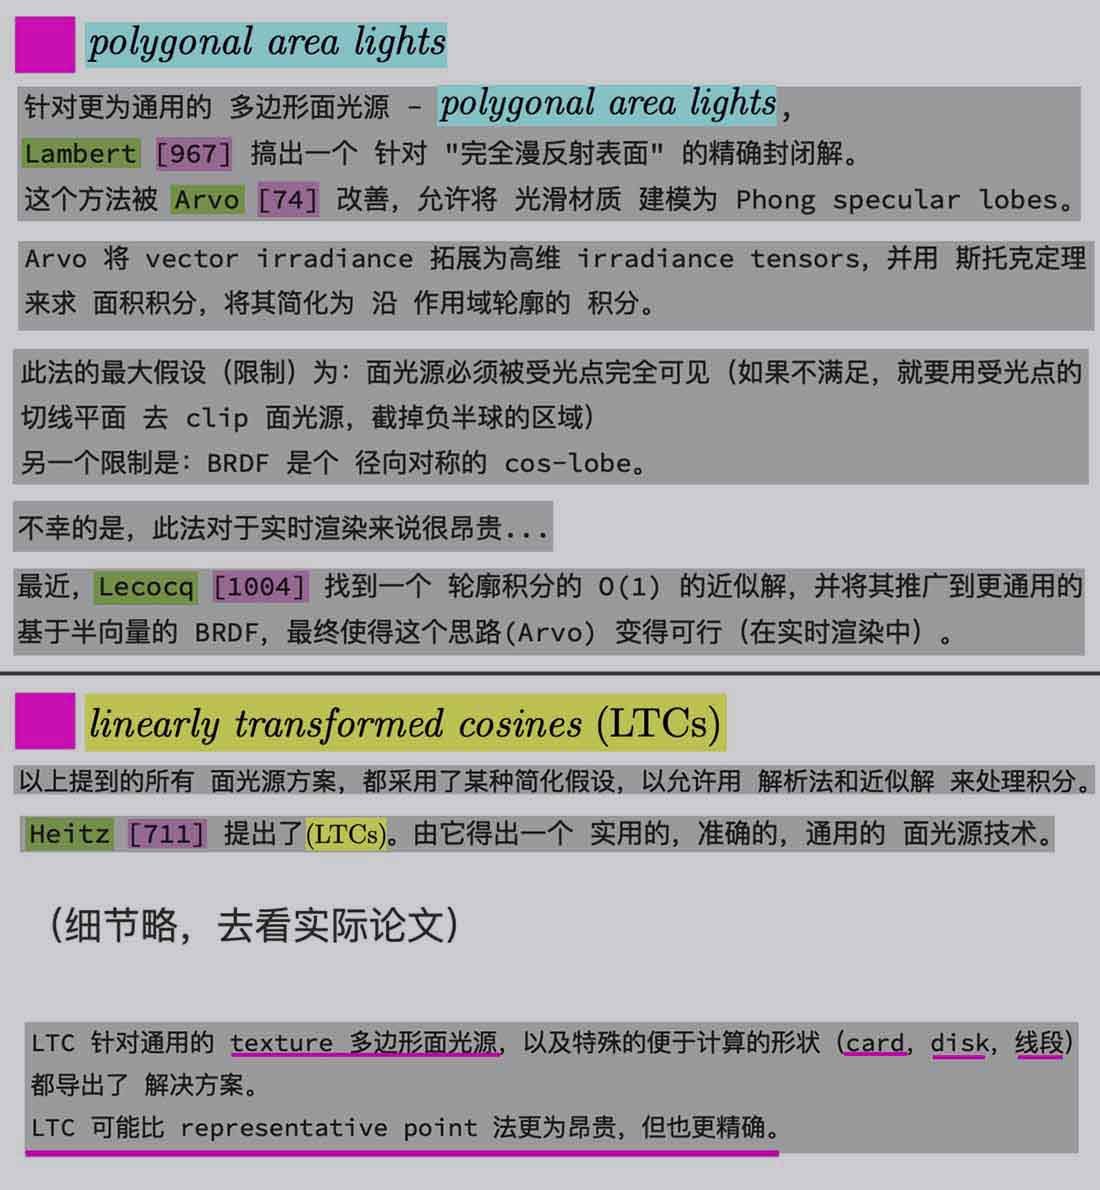 polygonal area lights
针对更为通用的 多边形面光源 - polygonal area lights,
Lambert [967] 搞出一个 针对 "完全漫反射表面" 的精确封闭解。
这个方法被 Arvo [74] 改善，允许将 光滑材质 建模为 Phong specular lobes。
Arvo 将 vector irradiance 拓展为高维 irradiance tensors，并用 斯托克定理
来求 面积积分，将其简化为 沿 作用域轮廓的 积分。
此法的最大假设（限制）为：面光源必须被受光点完全可见（如果不满足，就要用受光点的
切线平面 去 clip 面光源，截掉负半球的区域）
另一个限制是：BRDF 是个 径向对称的 cos-lobe。
不幸的是，此法对于实时渲染来说很昂贵...
最近，Lecocq [1004] 找到一个 轮廓积分的 O(1) 的近似解，并将其推广到更通用的
基于半向量的 BRDF，最终使得这个思路(Arvo) 变得可行（在实时渲染中）。
linearly transformed cosines (LTCs)
以上提到的所有 面光源方案，都采用了某种简化假设，以允许用 解析法和近似解 来处理积分。
Heitz [711] 提出了(LTCs)。由它得出一个 实用的，准确的，通用的 面光源技术。
（细节略，去看实际论文）
LTC 针对通用的 texture 多边形面光源，以及特殊的便于计算的形状（card，disk，线段）
都导出了 解决方案。
LTC 可能比 representative point 法更为昂贵，但也更精确。